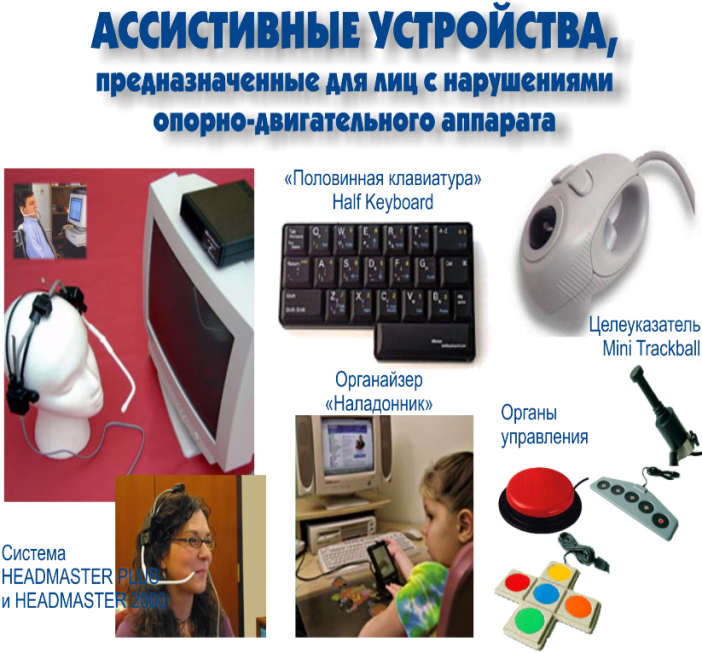 АССИСТИВНЫЕ УСТРОЙСТВА,
предназначенные для лиц с нарушениями
опорно-двигательного аппарата
«Половинная клавиатура»
Half Keyboard
Целеуказатель
Mini Trackball
Органайзер
«Наладонник»
Органы
управления
Система
HEADMASTER PLUS
и HEADMASTER 2000